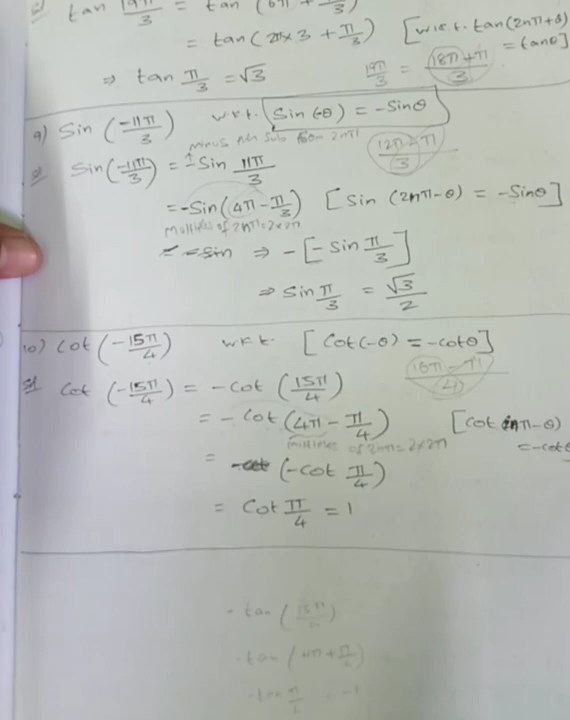 tan 19π/3 = tan (6π + π/3)
= tan(2π×3 + π/3) [w.k.t. tan(2nπ+θ) = tanθ]
⇒ tan π/3 = √3 19π/3 = (18π+π)/3
9) Sin (-11π/3) w.k.t. Sin(-θ) = -Sinθ
minus π sub from 2nπ
Sin(-11π/3) = -Sin 11π/3 (12π-π)/3
= -Sin(4π - π/3) [Sin (2nπ-θ) = -Sinθ]
multiples of 2nπ=2×2π
⇒ -[-Sin π/3]
⇒ Sin π/3 = √3/2
10) cot (-15π/4) w.k.t. [Cot(-θ) = -cotθ]
Sol Cot (-15π/4) = -cot (15π/4) (16π-π)/4
= -Cot (4π - π/4) [Cot (2nπ-θ) = -cotθ
multiples of 2nπ=2×2π
= -(-Cot π/4)
= Cot π/4 = 1